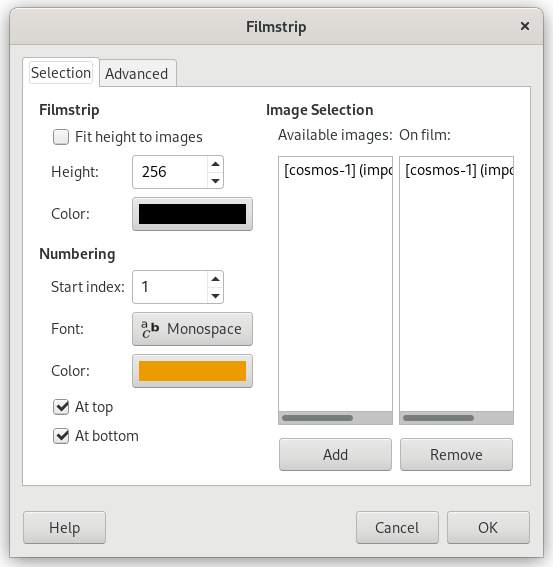 Filmstrip
Selection
Advanced
Filmstrip
Fit height to images
Height:
256
Color:
Numbering
Start index:
1
Font:
Monospace
Color:
At top
At bottom
Image Selection
Available images:
On film:
[cosmos-1] (impo
[cosmos-1] (impo
Add
Remove
Help
Cancel
OK